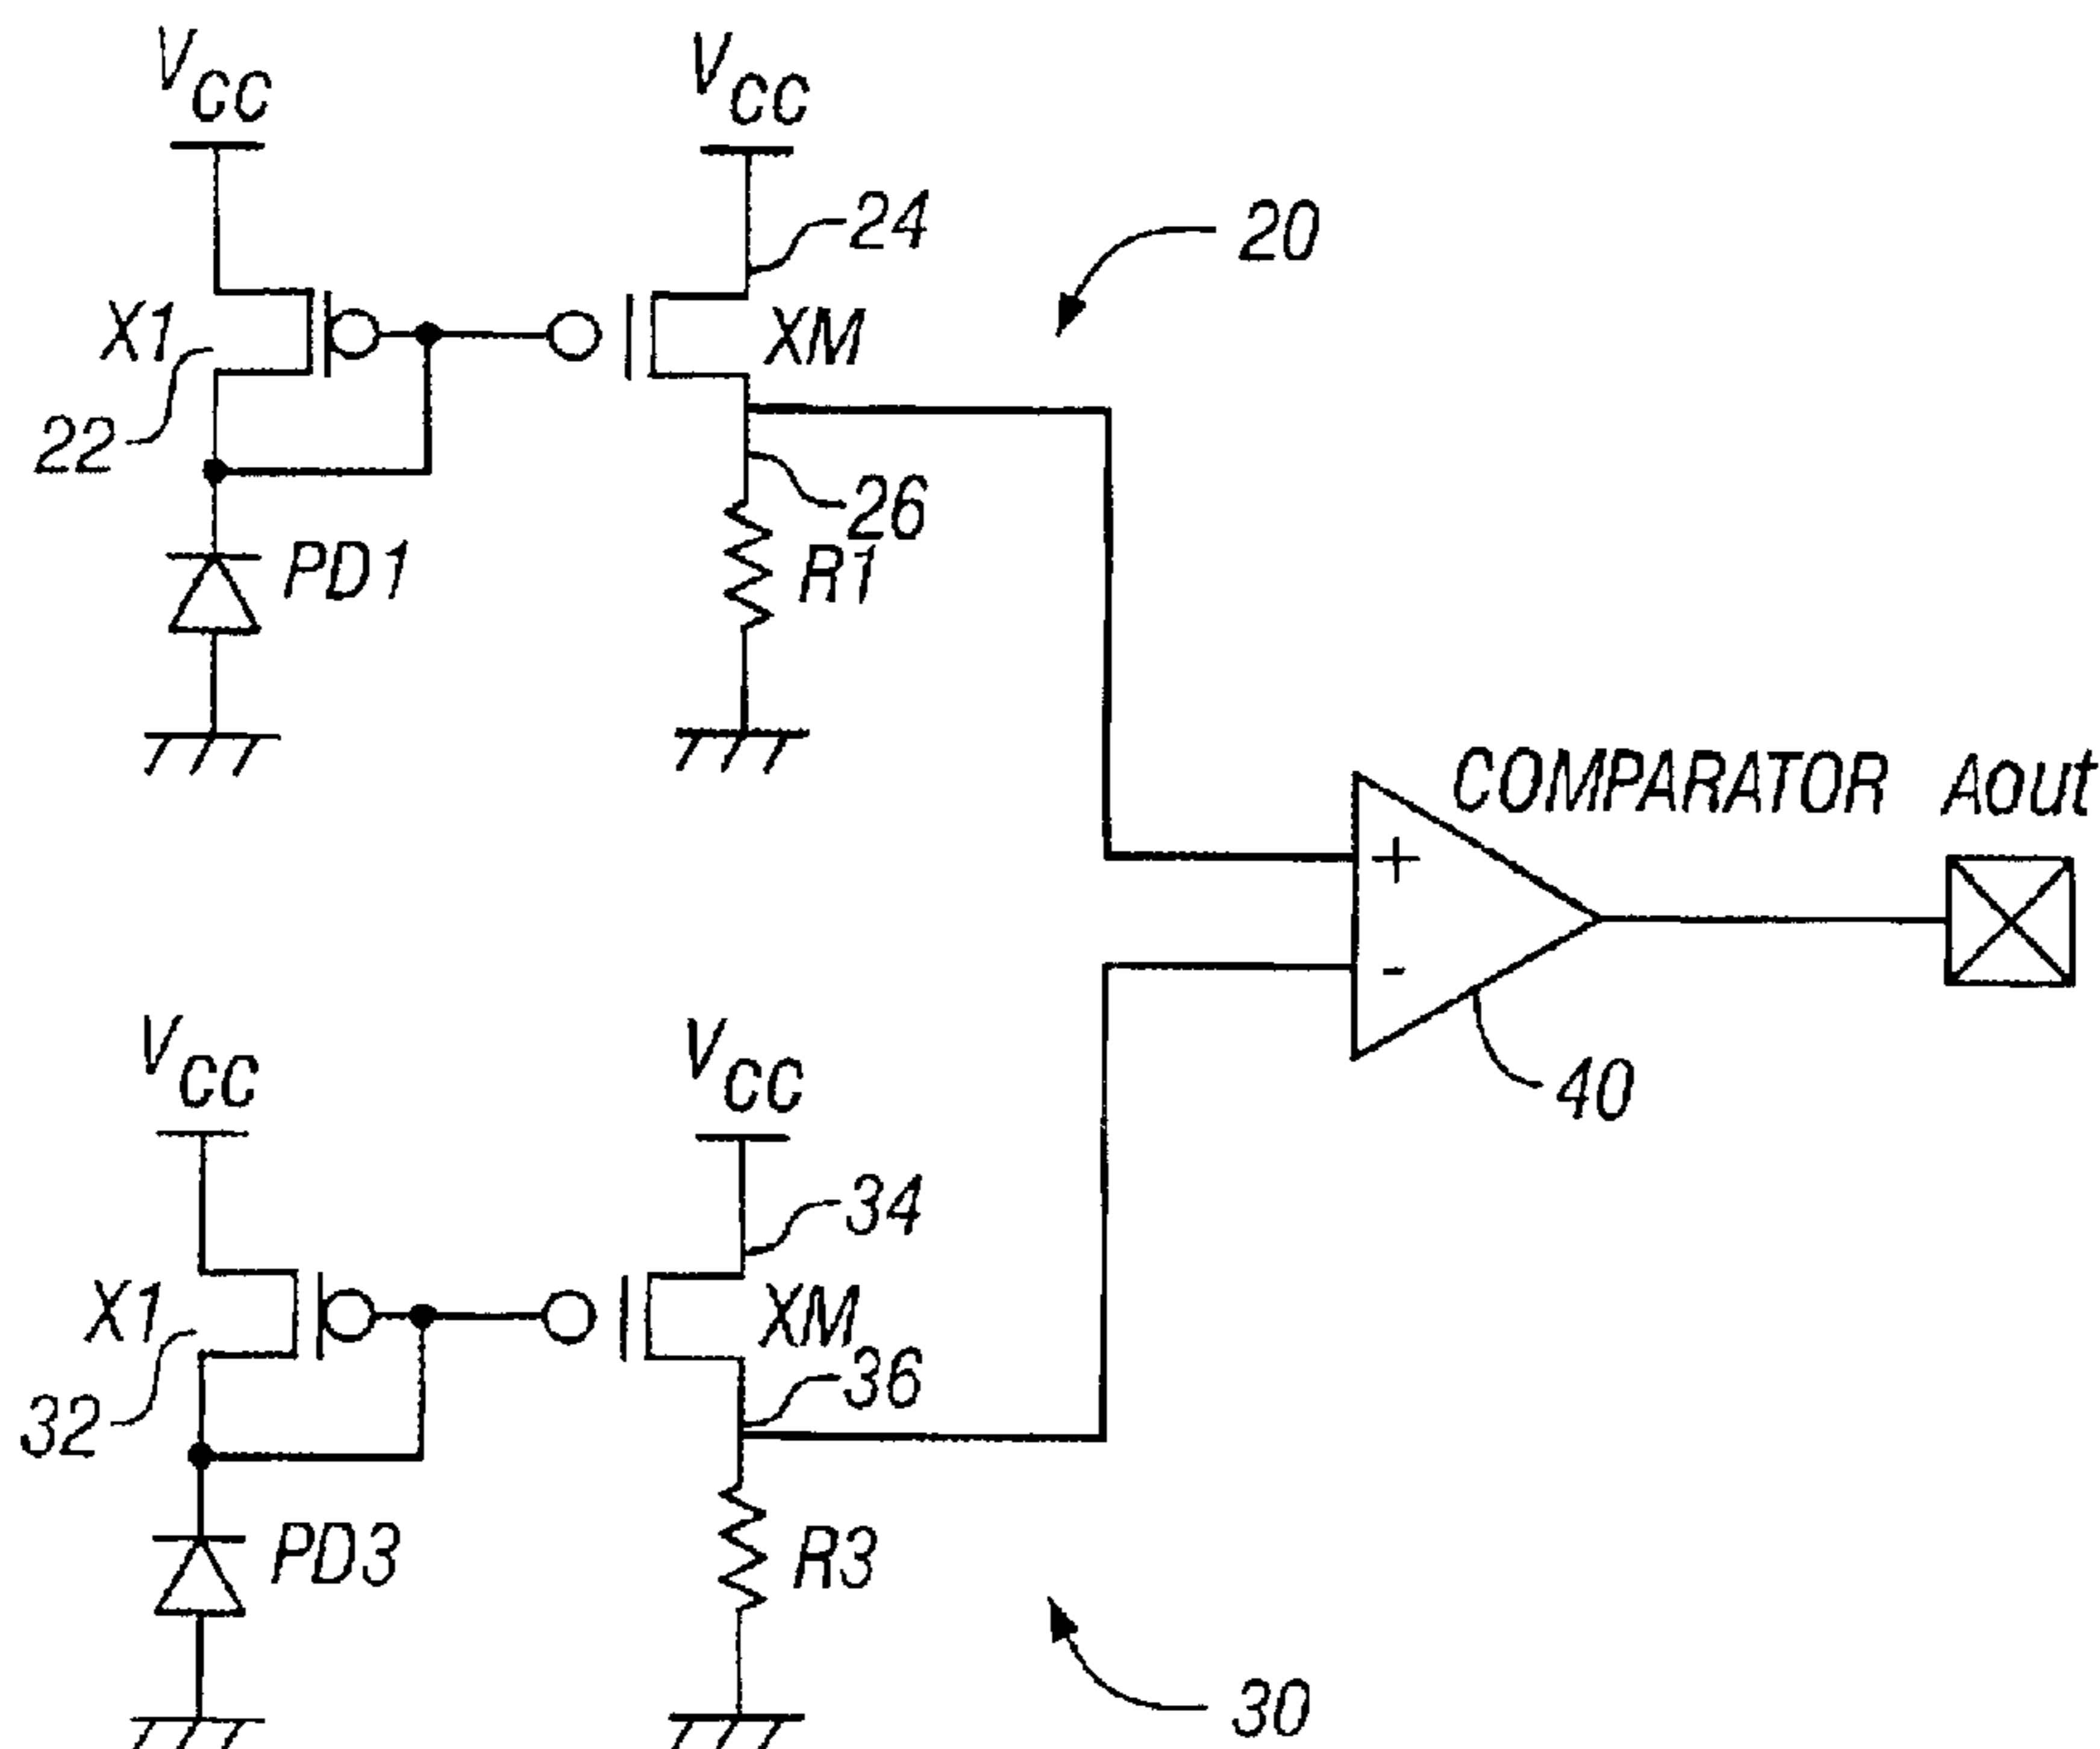 VCC
VCC
24
20
X1
XM
22
26
PD1
R1
COMPARATOR
Aout
+
-
40
VCC
VCC
34
X1
XM
36
32
PD3
R3
30